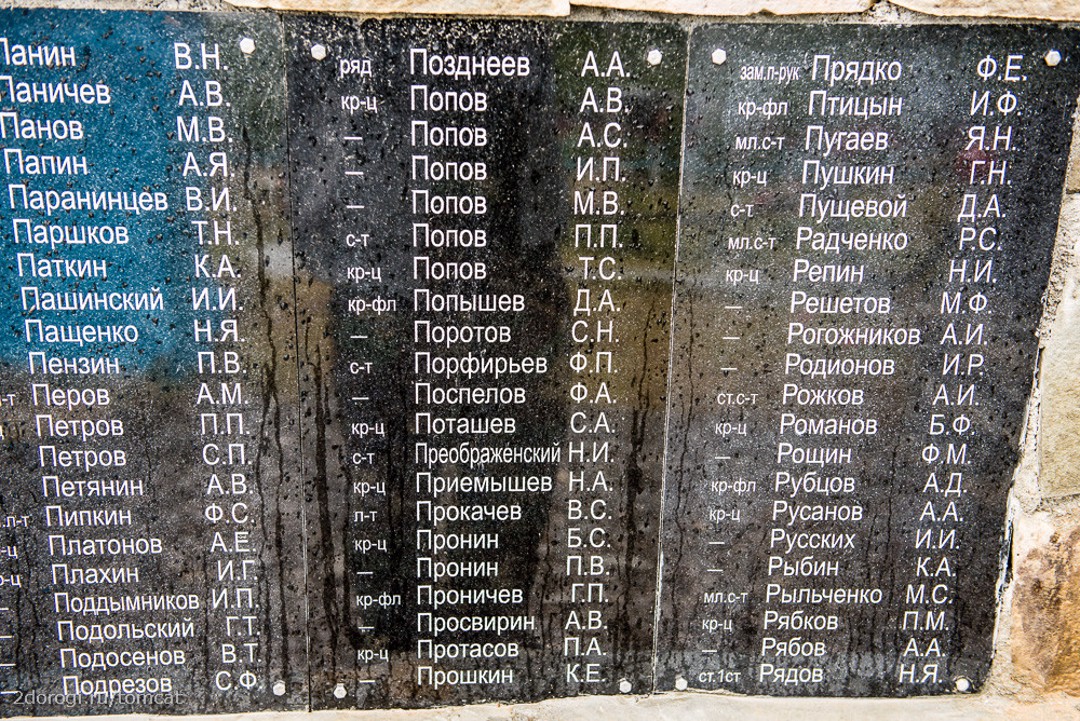 Панин В.Н.
Паничев А.В.
Панов М.В.
Папин А.Я.
Паранинцев В.И.
Паршков Т.Н.
Паткин К.А.
Пашинский И.И.
Пащенко Н.Я.
Пензин П.В.
Перов А.М.
Петров П.П.
Петров С.П.
Петянин А.В.
Пипкин Ф.С.
Платонов А.Е.
Плахин И.Г.
— Поддымников И.П.
— Подольский Г.Т.
— Подосенов В.Т.
— Подрезов С.Ф
ряд Позднеев А.А.
кр-ц Попов А.В.
— Попов А.С.
— Попов И.П.
— Попов М.В.
с-т Попов П.П.
кр-ц Попов Т.С.
кр-фл Попышев Д.А.
— Поротов С.Н.
с-т Порфирьев Ф.П.
— Поспелов Ф.А.
кр-ц Поташев С.А.
с-т Преображенский Н.И.
кр-ц Приемышев Н.А.
л-т Прокачев В.С.
кр-ц Пронин Б.С.
— Пронин П.В.
кр-фл Проничев Г.П.
— Просвирин А.В.
кр-ц Протасов П.А.
— Прошкин К.Е.
зам.п-рук Прядко Ф.Е.
кр-фл Птицын И.Ф.
мл.с-т Пугаев Я.Н.
кр-ц Пушкин Г.Н.
с-т Пущевой Д.А.
мл.с-т Радченко Р.С.
кр-ц Репин Н.И.
— Решетов М.Ф.
— Рогожников А.И.
— Родионов И.Р.
ст.с-т Рожков А.И.
кр-ц Романов Б.Ф.
— Рощин Ф.М.
кр-фл Рубцов А.Д.
кр-ц Русанов А.А.
— Русских И.И.
— Рыбин К.А.
мл.с-т Рыльченко М.С.
кр-ц Рябков П.М.
— Рябов А.А.
ст.1ст Рядов Н.Я.
2dorogi.ru/tomcat